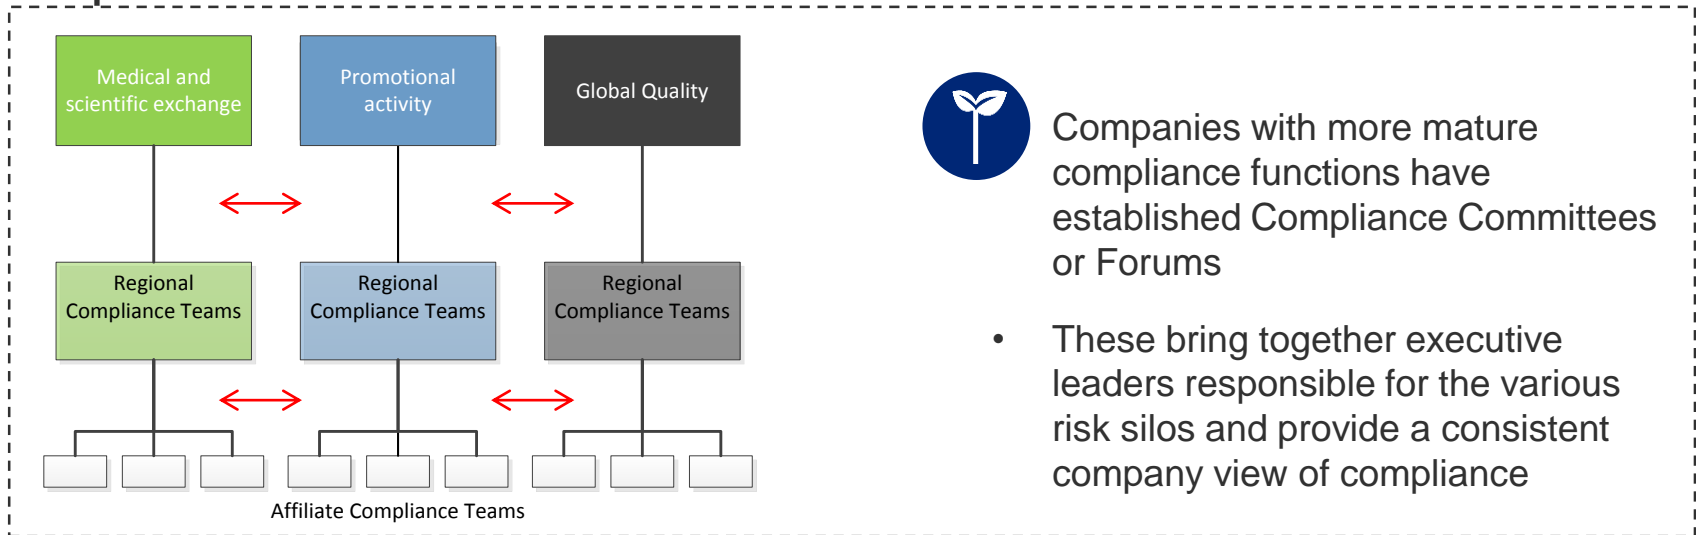 Medical and
scientific exchange
Promotional
activity
Global Quality
Regional
Compliance Teams
Regional
Compliance Teams
Regional
Compliance Teams
Affiliate Compliance Teams
Companies with more mature
compliance functions have
established Compliance Committees
or Forums
• These bring together executive
leaders responsible for the various
risk silos and provide a consistent
company view of compliance